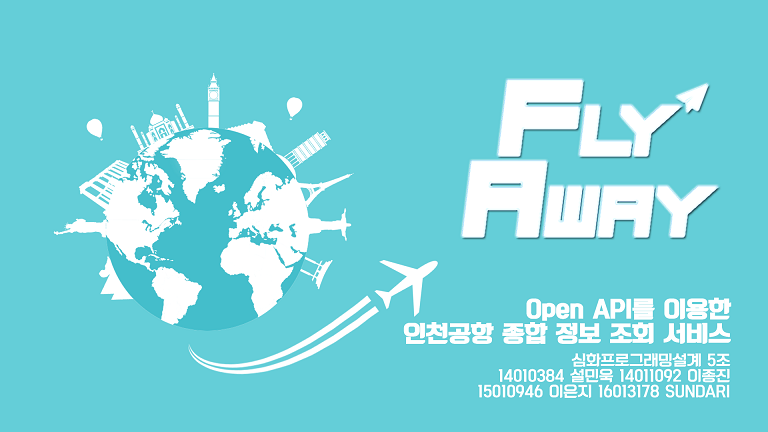 FLY
AWAY
Open API를 이용한
인천공항 종합 정보 조회 서비스
심화프로그래밍설계 5조
14010384 설민욱 14011092 이종진
15010946 이은지 16013178 SUNDARI